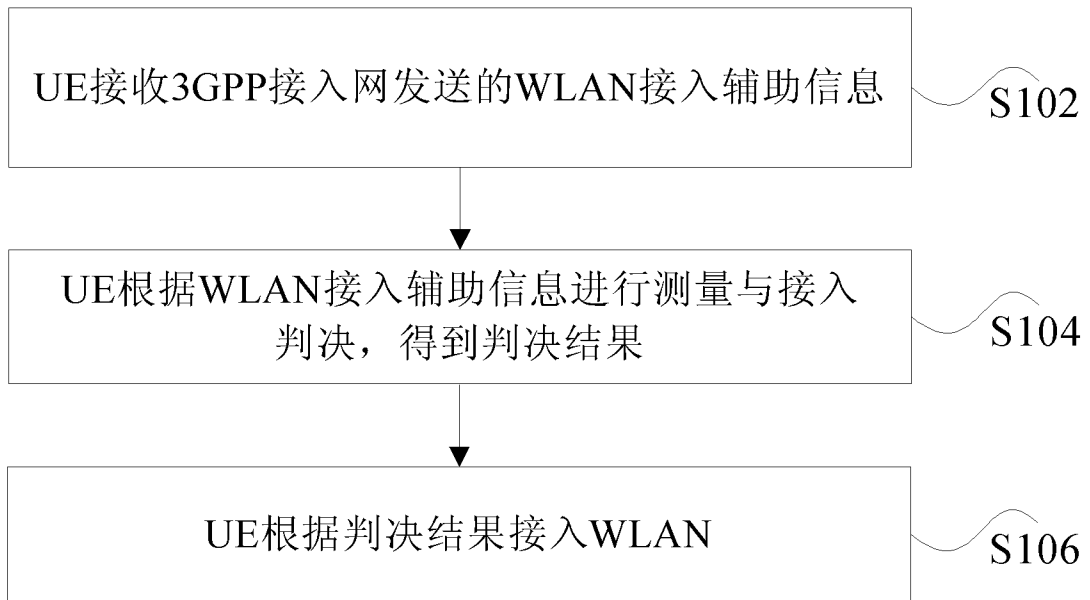 UE接收3GPP接入网发送的WLAN接入辅助信息
S102
UE根据WLAN接入辅助信息进行测量与接入
判决，得到判决结果
S104
UE根据判决结果接入WLAN
S106